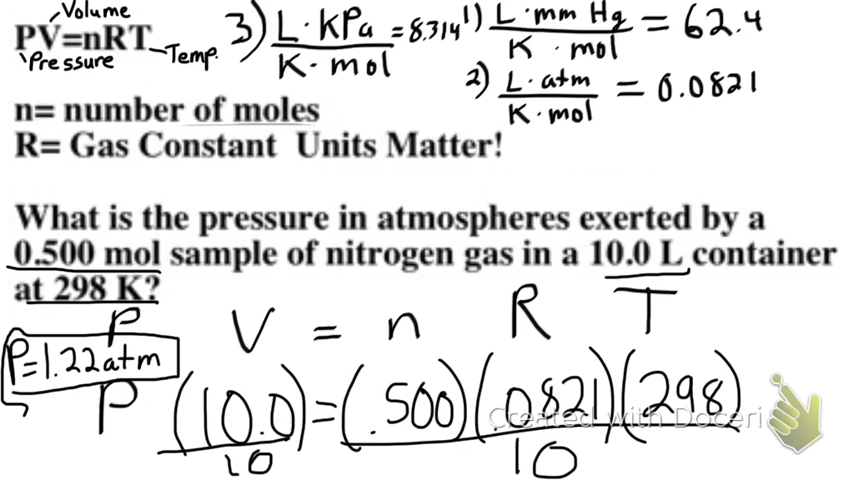 Volume
PV=nRT
Pressure
Temp.
3) L·KPa = 8.314
K·mol
1) L·mm Hg = 62.4
K·mol
2) L·atm = 0.0821
K·mol
n= number of moles
R= Gas Constant Units Matter!
What is the pressure in atmospheres exerted by a
0.500 mol sample of nitrogen gas in a 10.0 L container
at 298 K?
P V = n R T
P=1.22atm
P (10.0)=(.500)(.0821)(298)
10 10
Created with Doceri